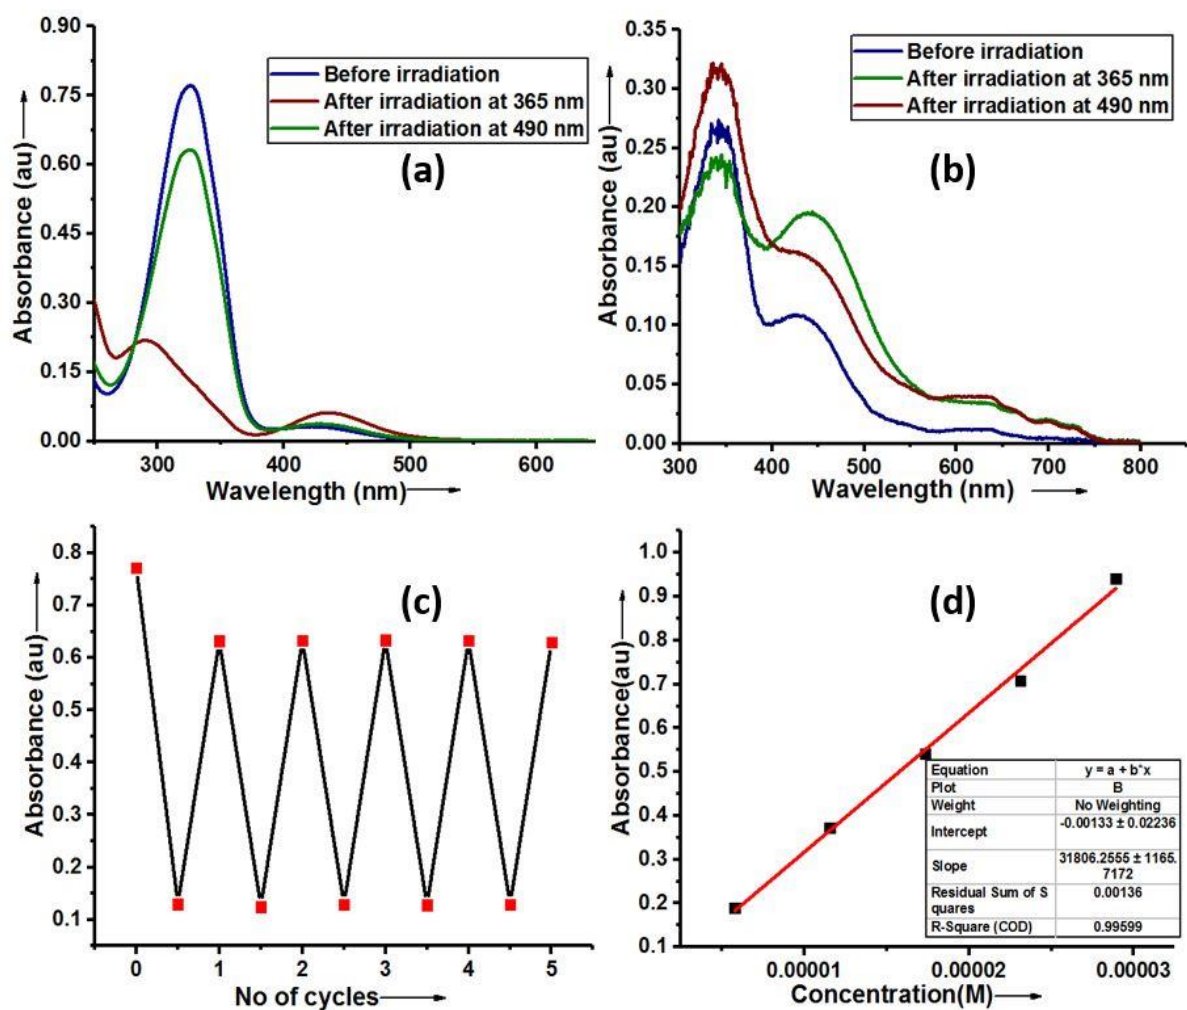 0.90
0.75
0.60
0.45
0.30
0.15
0.00
Absorbance (au)
Before irradiation
After irradiation at 365 nm
After irradiation at 490 nm
(a)
300 400 500 600
Wavelength (nm)
0.35
0.30
0.25
0.20
0.15
0.10
0.05
0.00
Absorbance (au)
Before irradiation
After irradiation at 365 nm
After irradiation at 490 nm
(b)
300 400 500 600 700 800
Wavelength (nm)
0.8
0.7
0.6
0.5
0.4
0.3
0.2
0.1
Absorbance (au)
(c)
0 1 2 3 4 5
No of cycles
1.0
0.9
0.8
0.7
0.6
0.5
0.4
0.3
0.2
0.1
Absorbance(au)
(d)
Equation y = a + b*x
Plot B
Weight No Weighting
Intercept -0.00133 ± 0.02236
Slope 31806.2555 ± 1165.
7172
Residual Sum of S 0.00136
quares
R-Square (COD) 0.99599
0.00001 0.00002 0.00003
Concentration(M)